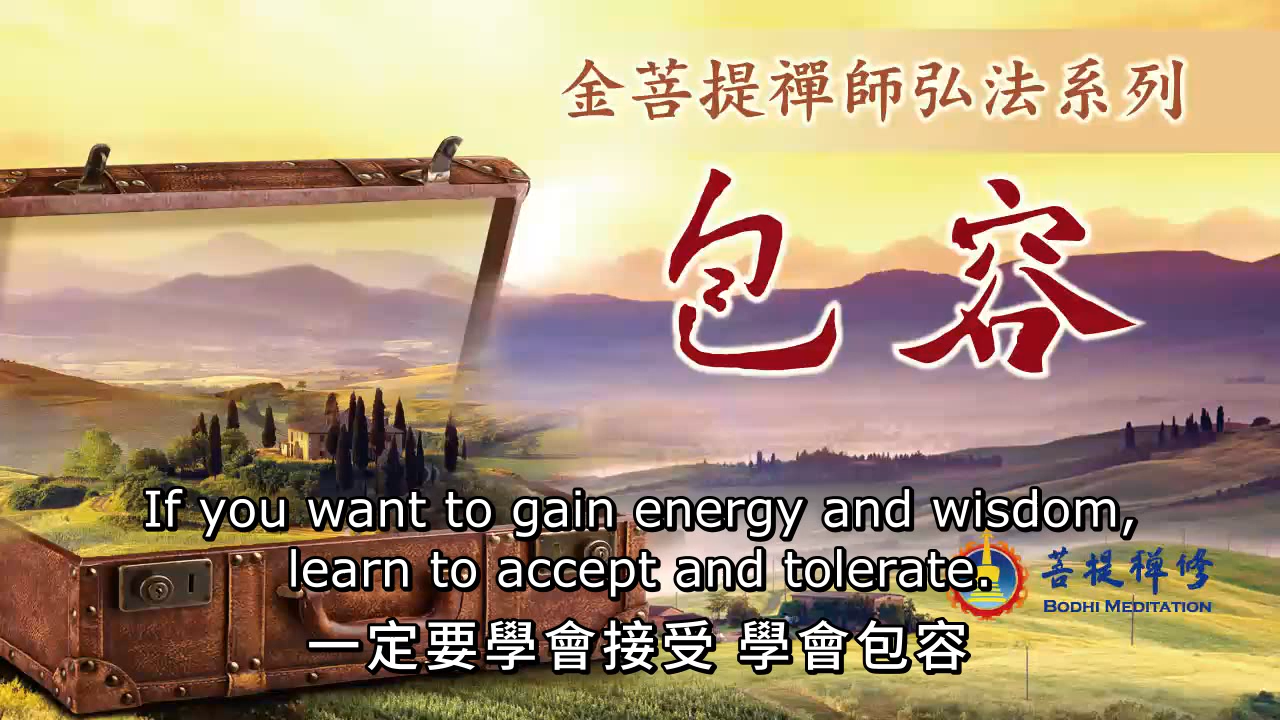 金菩提禪師弘法系列
包容
If you want to gain energy and wisdom,
learn to accept and tolerate.
菩提禪修
BODHI MEDITATION
一定要學會接受 學會包容